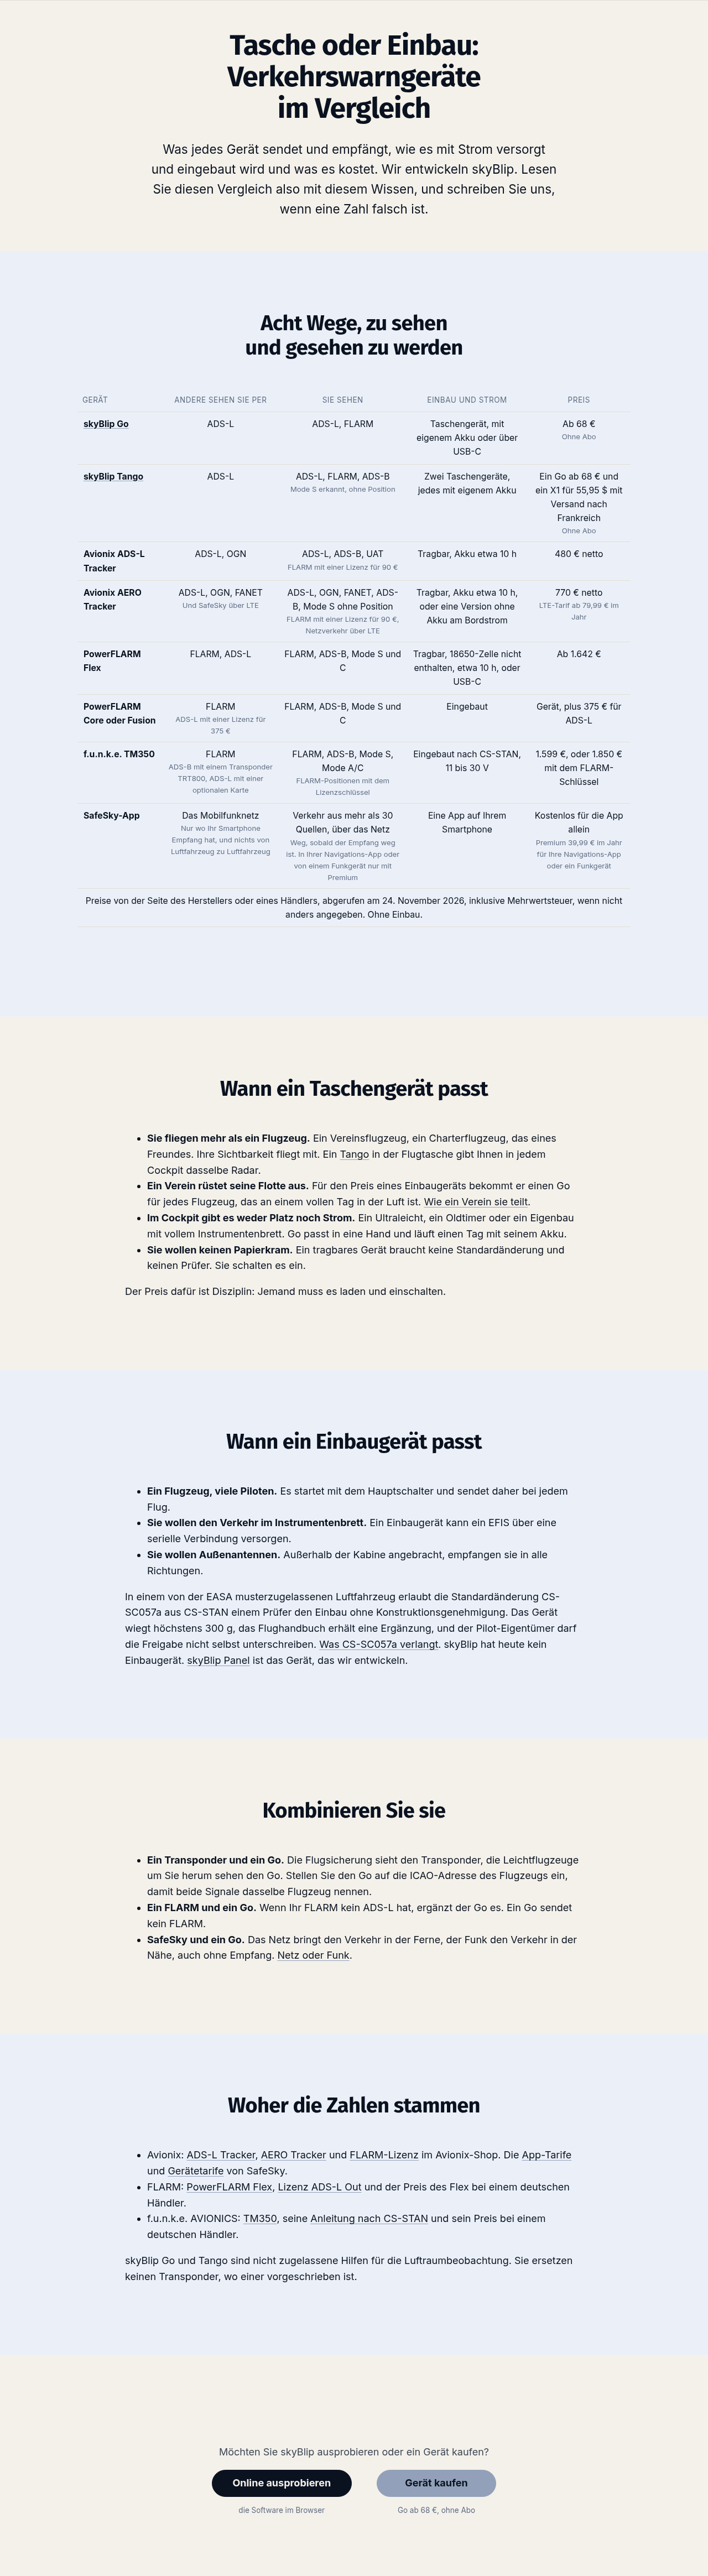 Tasche oder Einbau:
Verkehrswarngeräte
im Vergleich
Was jedes Gerät sendet und empfängt, wie es mit Strom versorgt
und eingebaut wird und was es kostet. Wir entwickeln skyBlip. Lesen
Sie diesen Vergleich also mit diesem Wissen, und schreiben Sie uns,
wenn eine Zahl falsch ist.
Acht Wege, zu sehen
und gesehen zu werden
GERÄT ANDERE SEHEN SIE PER SIE SEHEN EINBAU UND STROM PREIS
skyBlip Go
ADS-L
ADS-L, FLARM
Taschengerät, mit
eigenem Akku oder über
USB-C
Ab 68 €
Ohne Abo
skyBlip Tango
ADS-L
ADS-L, FLARM, ADS-B
Mode S erkannt, ohne Position
Zwei Taschengeräte,
jedes mit eigenem Akku
Ein Go ab 68 € und
ein X1 für 55,95 $ mit
Versand nach
Frankreich
Ohne Abo
Avionix ADS-L
Tracker
ADS-L, OGN
ADS-L, ADS-B, UAT
FLARM mit einer Lizenz für 90 €
Tragbar, Akku etwa 10 h
480 € netto
Avionix AERO
Tracker
ADS-L, OGN, FANET
Und SafeSky über LTE
ADS-L, OGN, FANET, ADS-
B, Mode S ohne Position
FLARM mit einer Lizenz für 90 €,
Netzverkehr über LTE
Tragbar, Akku etwa 10 h,
oder eine Version ohne
Akku am Bordstrom
770 € netto
LTE-Tarif ab 79,99 € im
Jahr
PowerFLARM
Flex
FLARM, ADS-L
FLARM, ADS-B, Mode S und
C
Tragbar, 18650-Zelle nicht
enthalten, etwa 10 h, oder
USB-C
Ab 1.642 €
PowerFLARM
Core oder Fusion
FLARM
ADS-L mit einer Lizenz für
375 €
FLARM, ADS-B, Mode S und
C
Eingebaut
Gerät, plus 375 € für
ADS-L
f.u.n.k.e. TM350
FLARM
ADS-B mit einem Transponder
TRT800, ADS-L mit einer
optionalen Karte
FLARM, ADS-B, Mode S,
Mode A/C
FLARM-Positionen mit dem
Lizenzschlüssel
Eingebaut nach CS-STAN,
11 bis 30 V
1.599 €, oder 1.850 €
mit dem FLARM-
Schlüssel
SafeSky-App
Das Mobilfunknetz
Nur wo Ihr Smartphone
Empfang hat, und nichts von
Luftfahrzeug zu Luftfahrzeug
Verkehr aus mehr als 30
Quellen, über das Netz
Weg, sobald der Empfang weg
ist. In Ihrer Navigations-App oder
von einem Funkgerät nur mit
Premium
Eine App auf Ihrem
Smartphone
Kostenlos für die App
allein
Premium 39,99 € im Jahr
für Ihre Navigations-App
oder ein Funkgerät
Preise von der Seite des Herstellers oder eines Händlers, abgerufen am 24. November 2026, inklusive Mehrwertsteuer, wenn nicht
anders angegeben. Ohne Einbau.
Wann ein Taschengerät passt
• Sie fliegen mehr als ein Flugzeug. Ein Vereinsflugzeug, ein Charterflugzeug, das eines
Freundes. Ihre Sichtbarkeit fliegt mit. Ein Tango in der Flugtasche gibt Ihnen in jedem
Cockpit dasselbe Radar.
• Ein Verein rüstet seine Flotte aus. Für den Preis eines Einbaugeräts bekommt er einen Go
für jedes Flugzeug, das an einem vollen Tag in der Luft ist. Wie ein Verein sie teilt.
• Im Cockpit gibt es weder Platz noch Strom. Ein Ultraleicht, ein Oldtimer oder ein Eigenbau
mit vollem Instrumentenbrett. Go passt in eine Hand und läuft einen Tag mit seinem Akku.
• Sie wollen keinen Papierkram. Ein tragbares Gerät braucht keine Standardänderung und
keinen Prüfer. Sie schalten es ein.
Der Preis dafür ist Disziplin: Jemand muss es laden und einschalten.
Wann ein Einbaugerät passt
• Ein Flugzeug, viele Piloten. Es startet mit dem Hauptschalter und sendet daher bei jedem
Flug.
• Sie wollen den Verkehr im Instrumentenbrett. Ein Einbaugerät kann ein EFIS über eine
serielle Verbindung versorgen.
• Sie wollen Außenantennen. Außerhalb der Kabine angebracht, empfangen sie in alle
Richtungen.
In einem von der EASA musterzugelassenen Luftfahrzeug erlaubt die Standardänderung CS-
SC057a aus CS-STAN einem Prüfer den Einbau ohne Konstruktionsgenehmigung. Das Gerät
wiegt höchstens 300 g, das Flughandbuch erhält eine Ergänzung, und der Pilot-Eigentümer darf
die Freigabe nicht selbst unterschreiben. Was CS-SC057a verlangt. skyBlip hat heute kein
Einbaugerät. skyBlip Panel ist das Gerät, das wir entwickeln.
Kombinieren Sie sie
• Ein Transponder und ein Go. Die Flugsicherung sieht den Transponder, die Leichtflugzeuge
um Sie herum sehen den Go. Stellen Sie den Go auf die ICAO-Adresse des Flugzeugs ein,
damit beide Signale dasselbe Flugzeug nennen.
• Ein FLARM und ein Go. Wenn Ihr FLARM kein ADS-L hat, ergänzt der Go es. Ein Go sendet
kein FLARM.
• SafeSky und ein Go. Das Netz bringt den Verkehr in der Ferne, der Funk den Verkehr in der
Nähe, auch ohne Empfang. Netz oder Funk.
Woher die Zahlen stammen
• Avionix: ADS-L Tracker, AERO Tracker und FLARM-Lizenz im Avionix-Shop. Die App-Tarife
und Gerätetarife von SafeSky.
• FLARM: PowerFLARM Flex, Lizenz ADS-L Out und der Preis des Flex bei einem deutschen
Händler.
• f.u.n.k.e. AVIONICS: TM350, seine Anleitung nach CS-STAN und sein Preis bei einem
deutschen Händler.
skyBlip Go und Tango sind nicht zugelassene Hilfen für die Luftraumbeobachtung. Sie ersetzen
keinen Transponder, wo einer vorgeschrieben ist.
Möchten Sie skyBlip ausprobieren oder ein Gerät kaufen?
Online ausprobieren
die Software im Browser
Gerät kaufen
Go ab 68 €, ohne Abo